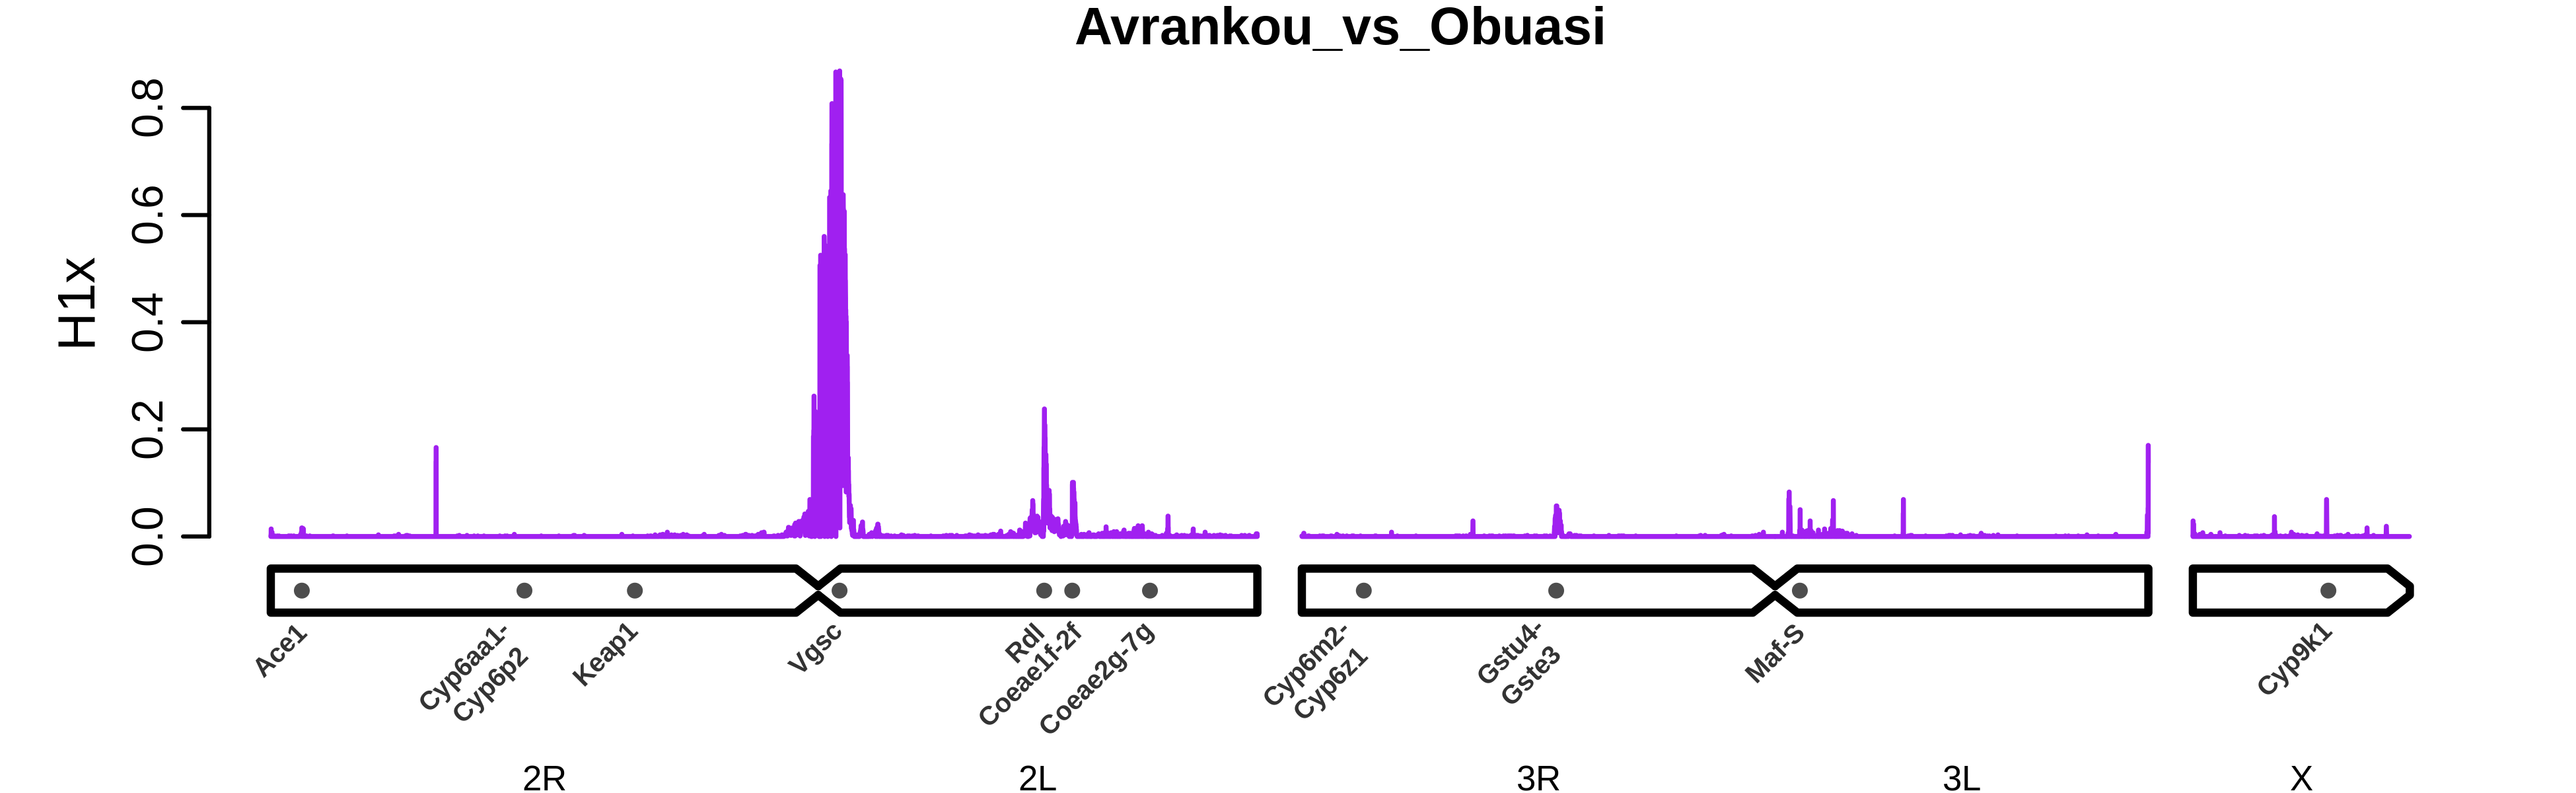 Avrankou_vs_Obuasi
H1x
0.8
0.6
0.4
0.2
0.0
Ace1
Cyp6aa1-
Cyp6p2
Keap1
Vgsc
Rdl
Coeae1f-2f
Coeae2g-7g
Cyp6m2-
Cyp6z1
Gstu4-
Gste3
Maf-S
Cyp9k1
2R
2L
3R
3L
X